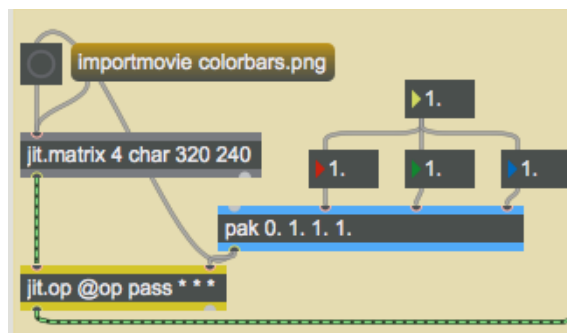 importmovie colorbars.png
1.
jit.matrix 4 char 320 240
1.
1.
1.
pak 0. 1. 1. 1.
jit.op @op pass * * *